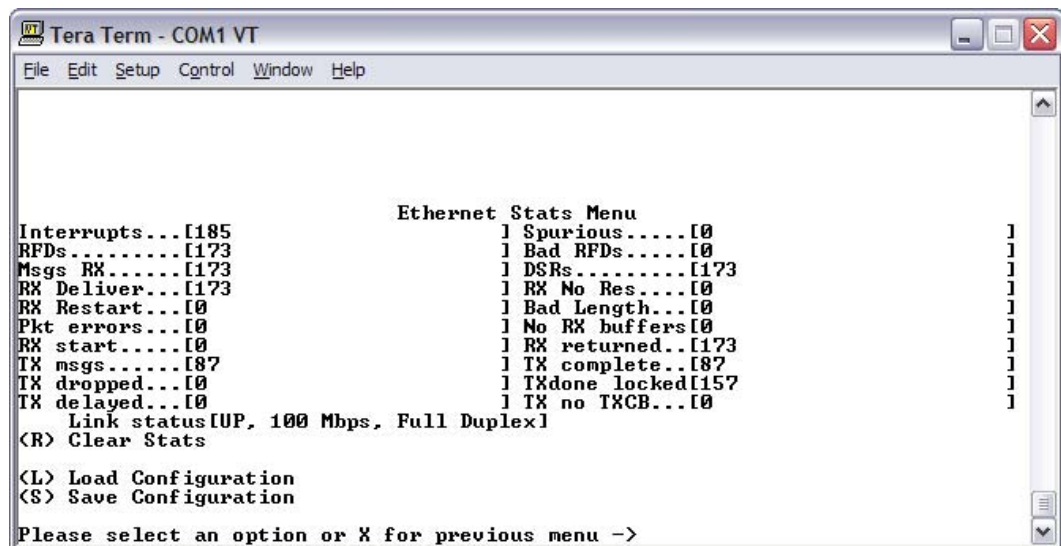 Tera Term - COM1 VT
File Edit Setup Control Window Help
Ethernet Stats Menu
Interrupts...[185 ] Spurious.....[0 ]
RFDs.........[173 ] Bad RFDs.....[0 ]
Msgs RX......[173 ] DSRs.........[173 ]
RX Deliver...[173 ] RX No Res....[0 ]
RX Restart...[0 ] Bad Length...[0 ]
Pkt errors...[0 ] No RX buffers[0 ]
RX start.....[0 ] RX returned..[173 ]
TX msgs......[87 ] TX complete..[87 ]
TX dropped...[0 ] TXdone locked[157 ]
TX delayed...[0 ] TX no TXCB...[0 ]
Link status[UP, 100 Mbps, Full Duplex]
(R) Clear Stats
(L) Load Configuration
(S) Save Configuration
Please select an option or X for previous menu ->